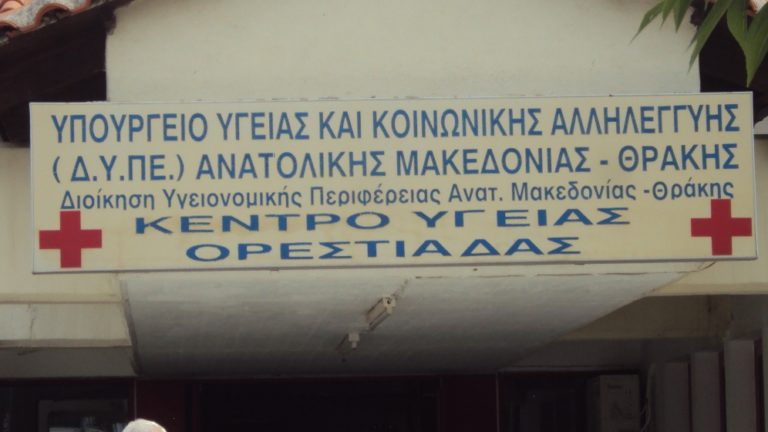 ΥΠΟΥΡΓΕΙΟ ΥΓΕΙΑΣ ΚΑΙ ΚΟΙΝΩΝΙΚΗΣ ΑΛΛΗΛΕΓΓΥΗΣ
( Δ.Υ.ΠΕ.) ΑΝΑΤΟΛΙΚΗΣ ΜΑΚΕΔΟΝΙΑΣ - ΘΡΑΚΗΣ
Διοίκηση Υγειονομικής Περιφέρειας Ανατ. Μακεδονίας -Θράκης
ΚΕΝΤΡΟ ΥΓΕΙΑΣ
ΟΡΕΣΤΙΑΔΑΣ